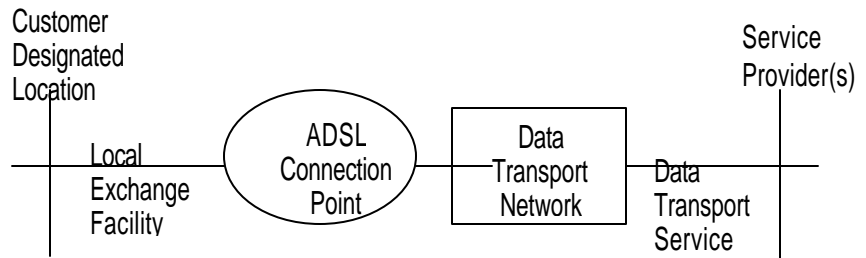 Customer
Designated
Location
Local
Exchange
Facility
ADSL
Connection
Point
Data
Transport
Network
Data
Transport
Service
Service
Provider(s)